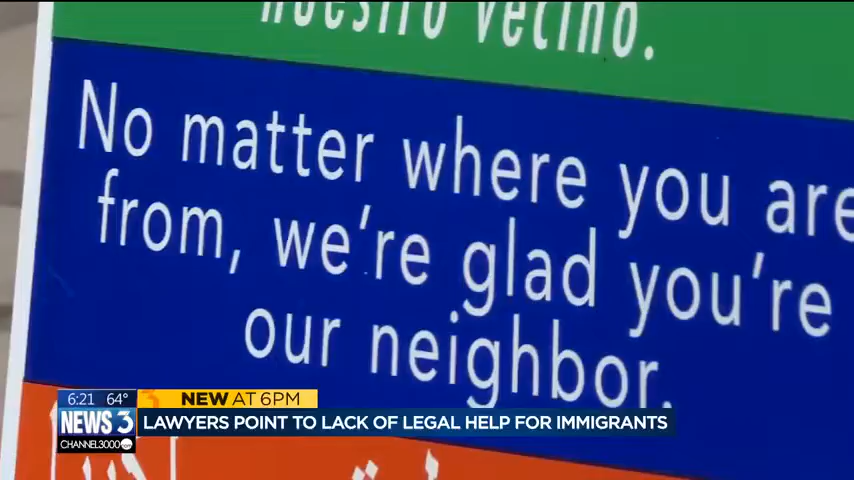 nuestro vecino.
No matter where you are
from, we're glad you're
our neighbor.
6:21 64°
NEW AT 6PM
NEWS 3
LAWYERS POINT TO LACK OF LEGAL HELP FOR IMMIGRANTS
CHANNEL3000